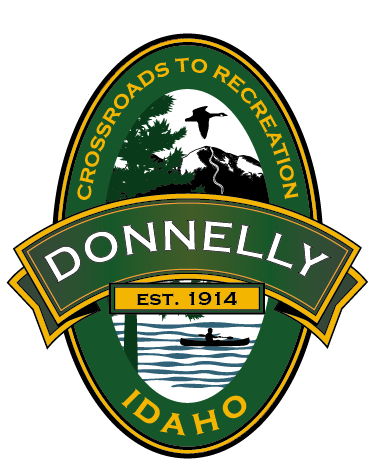 CROSSROADS TO RECREATION
DONNELLY
EST. 1914
IDAHO